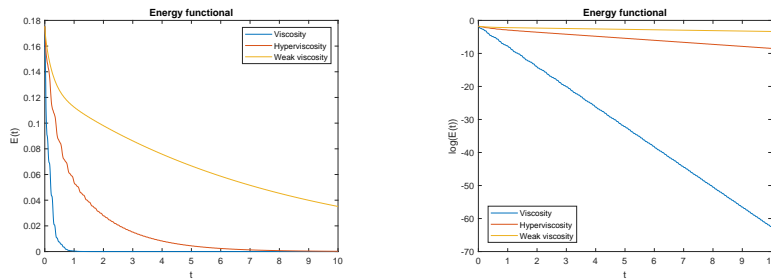 Energy functional
0.18
0.16
0.14
0.12
0.1
0.08
0.06
0.04
0.02
0
E(t)
Viscosity
Hyperviscosity
Weak viscosity
0 1 2 3 4 5 6 7 8 9 10
t
Energy functional
0
-10
-20
-30
-40
-50
-60
-70
log(E(t))
Viscosity
Hyperviscosity
Weak viscosity
0 1 2 3 4 5 6 7 8 9
t